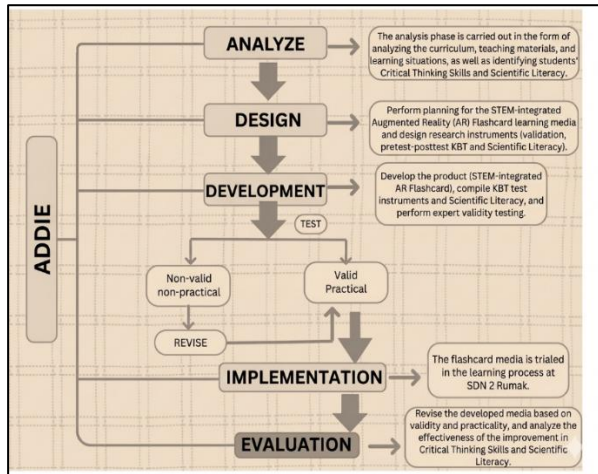 ANALYZE
The analysis phase is carried out in the form of
analyzing the curriculum, teaching materials, and
learning situations, as well as identifying students'
Critical Thinking Skills and Scientific Literacy.
DESIGN
Perform planning for the STEM-integrated
Augmented Reality (AR) Flashcard learning media
and design research instruments (validation,
pretest-posttest KBT and Scientific Literacy).
ADDIE
DEVELOPMENT
Develop the product (STEM-integrated
AR Flashcard), compile KBT test
instruments and Scientific Literacy, and
perform expert validity testing.
TEST
Non-valid
non-practical
Valid
Practical
REVISE
IMPLEMENTATION
The flashcard media is trialed
in the learning process at
SDN 2 Rumak.
EVALUATION
Revise the developed media based on
validity and practicality, and analyze the
effectiveness of the improvement in
Critical Thinking Skills and Scientific
Literacy.